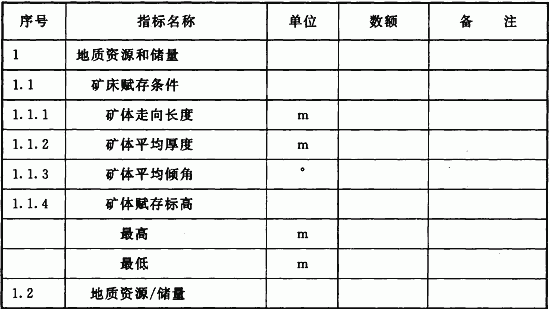 序号 指标名称 单位 数额 备 注
1 地质资源和储量
1.1 矿床赋存条件
1.1.1 矿体走向长度 m
1.1.2 矿体平均厚度 m
1.1.3 矿体平均倾角 °
1.1.4 矿体赋存标高
最高 m
最低 m
1.2 地质资源/储量